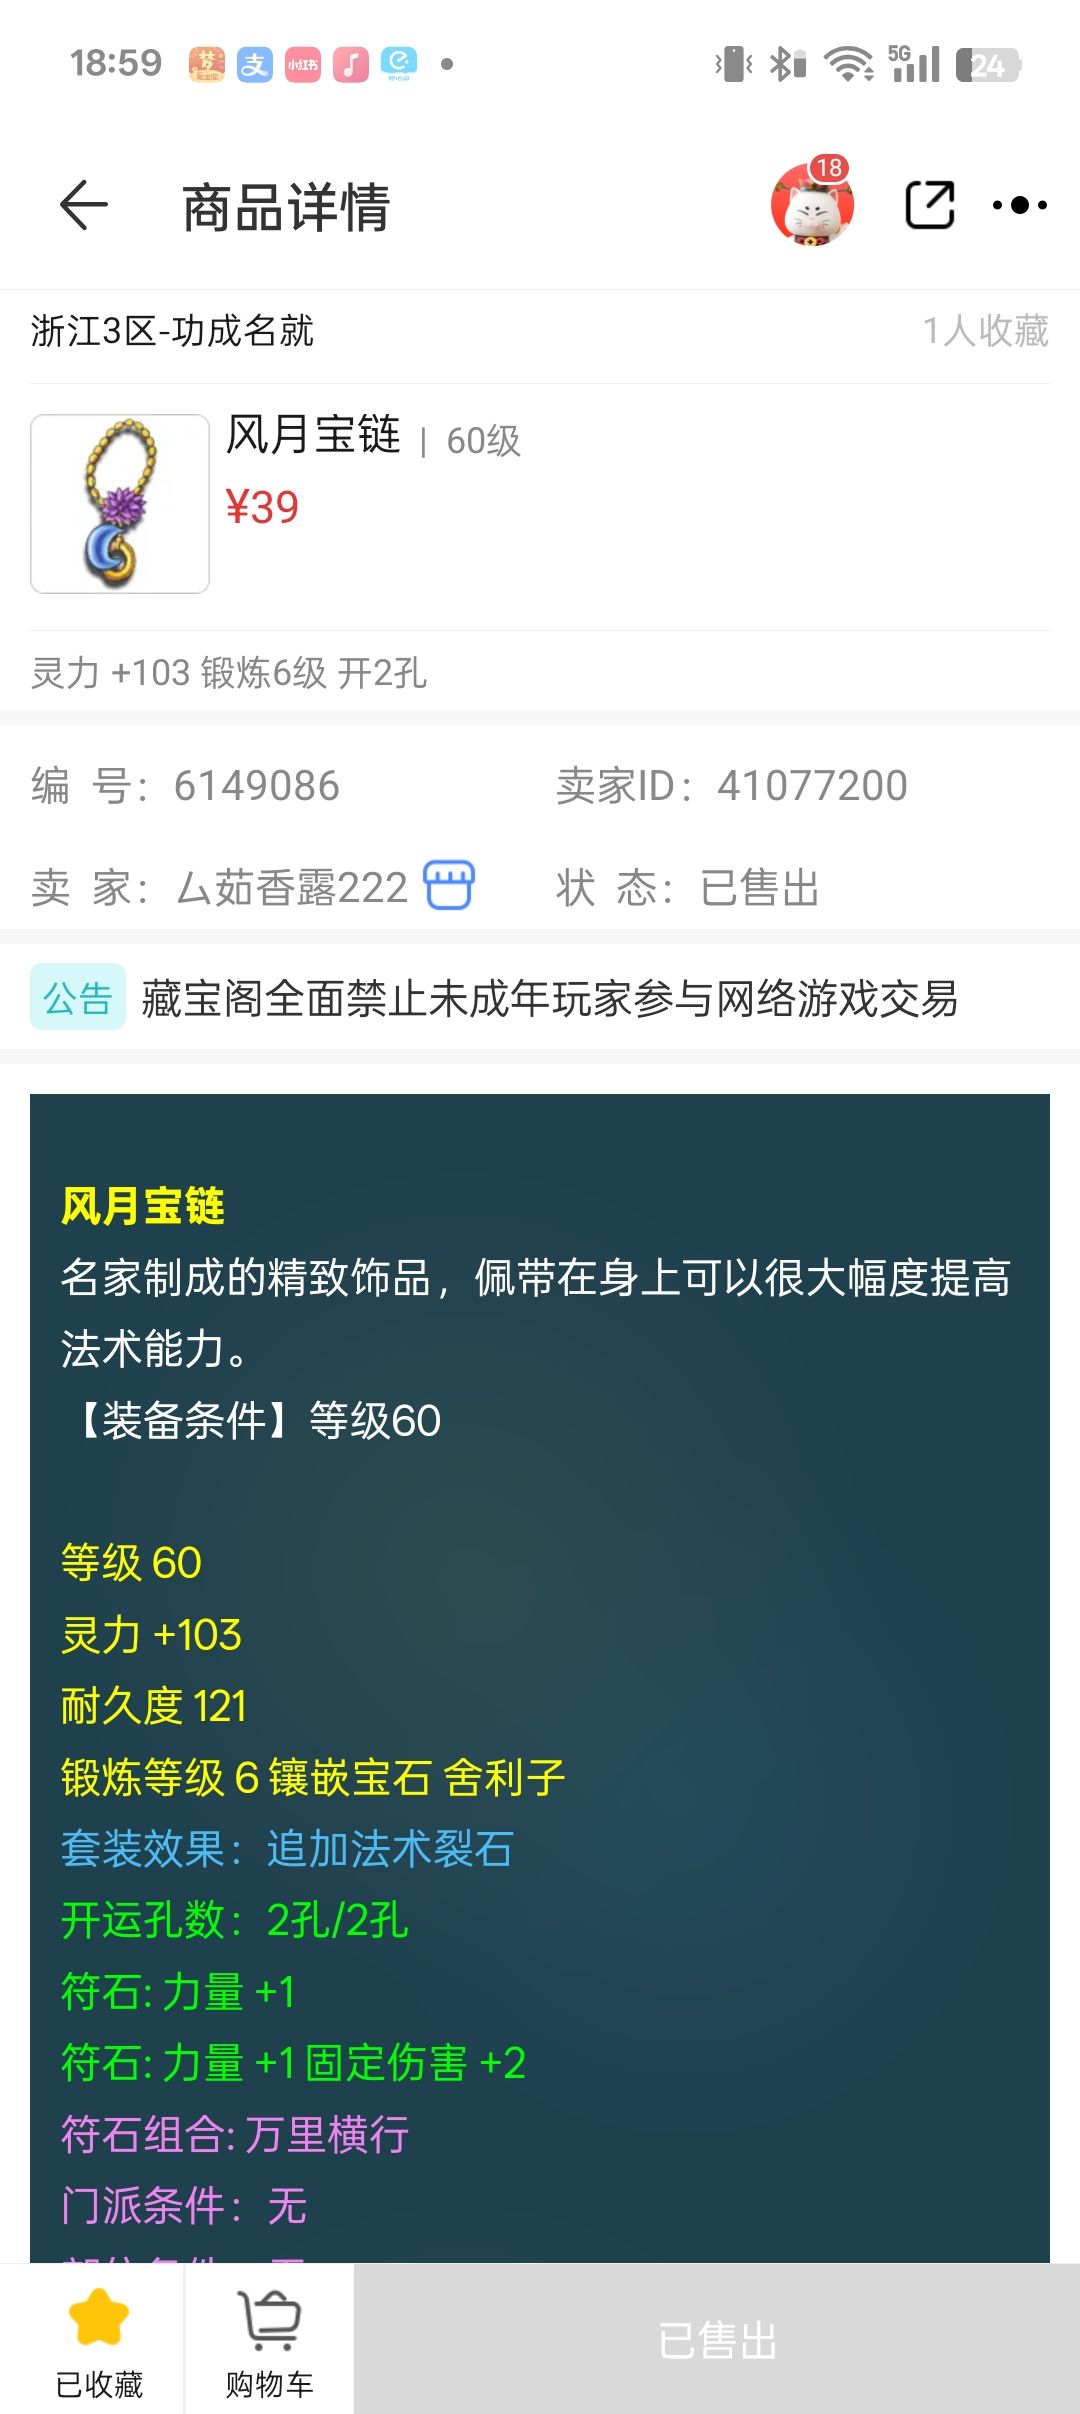 18:59
5G
24
商品详情
18
浙江3区-功成名就
1人收藏
风月宝链 | 60级
¥39
灵力 +103 锻炼6级 开2孔
编 号：6149086
卖家ID：41077200
卖 家：厶茹香露222
状 态：已售出
公告 藏宝阁全面禁止未成年玩家参与网络游戏交易
风月宝链
名家制成的精致饰品，佩带在身上可以很大幅度提高
法术能力。
【装备条件】等级60
等级 60
灵力 +103
耐久度 121
锻炼等级 6 镶嵌宝石 舍利子
套装效果：追加法术裂石
开运孔数：2孔/2孔
符石: 力量 +1
符石: 力量 +1 固定伤害 +2
符石组合: 万里横行
门派条件：无
已收藏
购物车
已售出